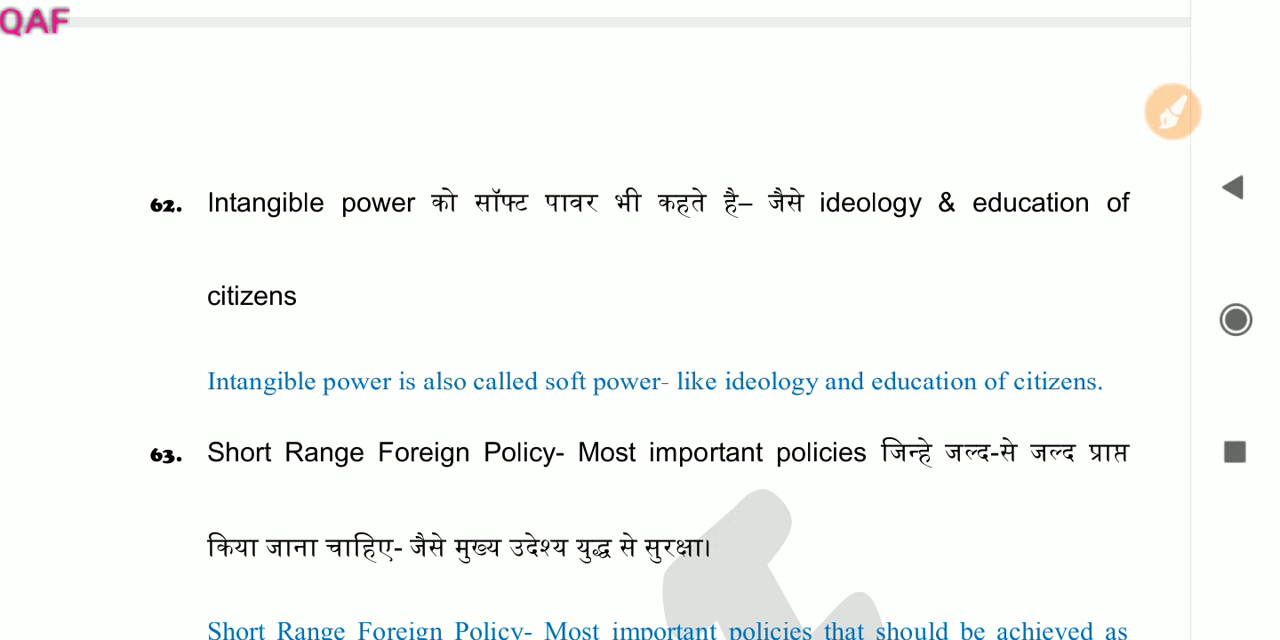 QAF
62. Intangible power को सॉफ्ट पावर भी कहते है– जैसे ideology & education of
citizens
Intangible power is also called soft power- like ideology and education of citizens.
63. Short Range Foreign Policy- Most important policies जिन्हे जल्द-से जल्द प्राप्त
किया जाना चाहिए- जैसे मुख्य उदेश्य युद्ध से सुरक्षा।
Short Range Foreign Policy- Most important policies that should be achieved as